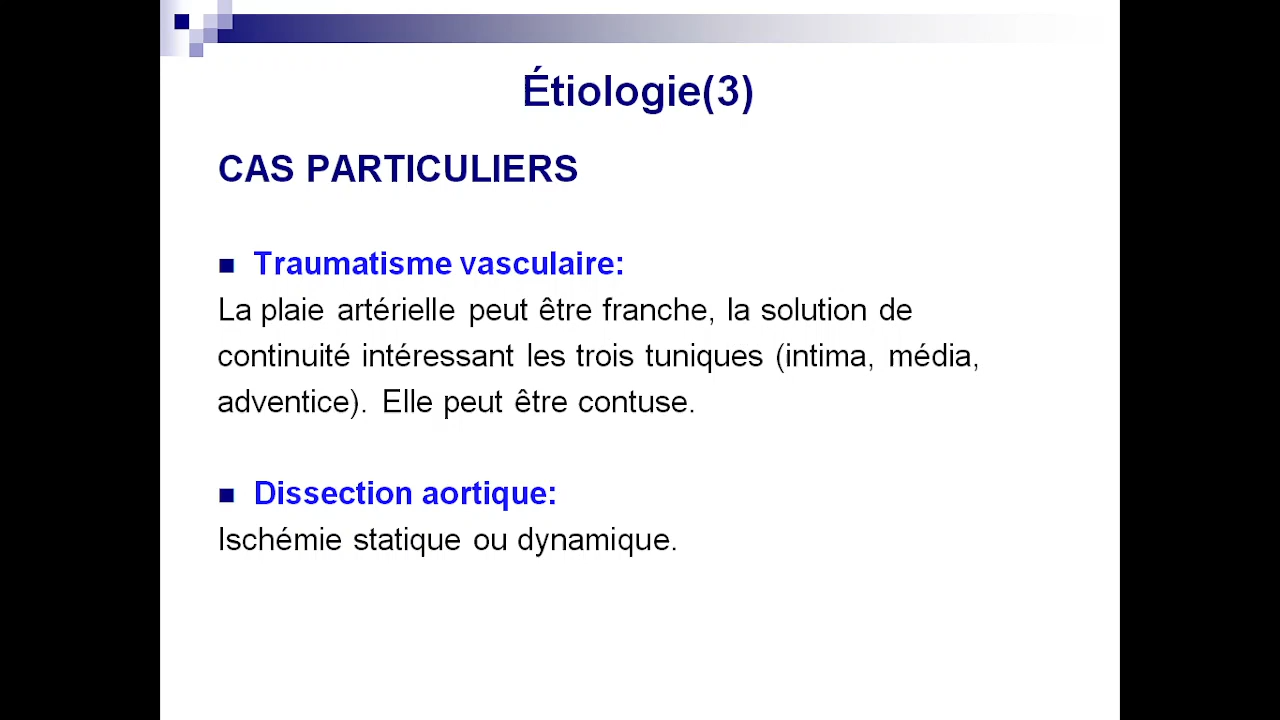 Étiologie(3)
CAS PARTICULIERS
Traumatisme vasculaire:
La plaie artérielle peut être franche, la solution de
continuité intéressant les trois tuniques (intima, média,
adventice). Elle peut être contuse.
Dissection aortique:
Ischémie statique ou dynamique.